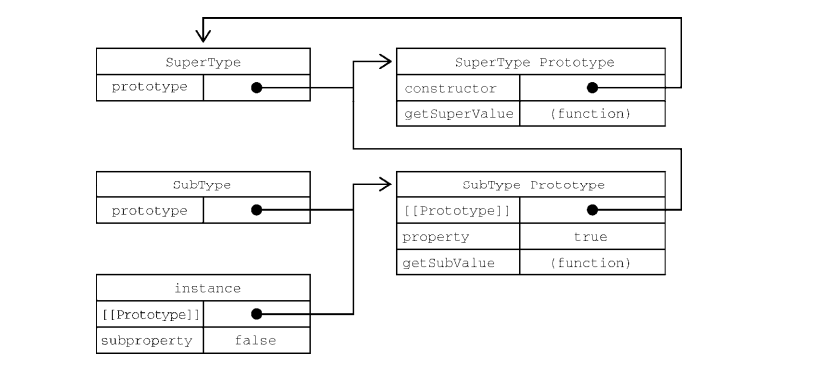 SuperType
prototype
SuperType Prototype
constructor
getSuperValue (function)
SubType
prototype
SubType Prototype
[[Prototype]]
property true
getSubValue (function)
instance
[[Prototype]]
subproperty false